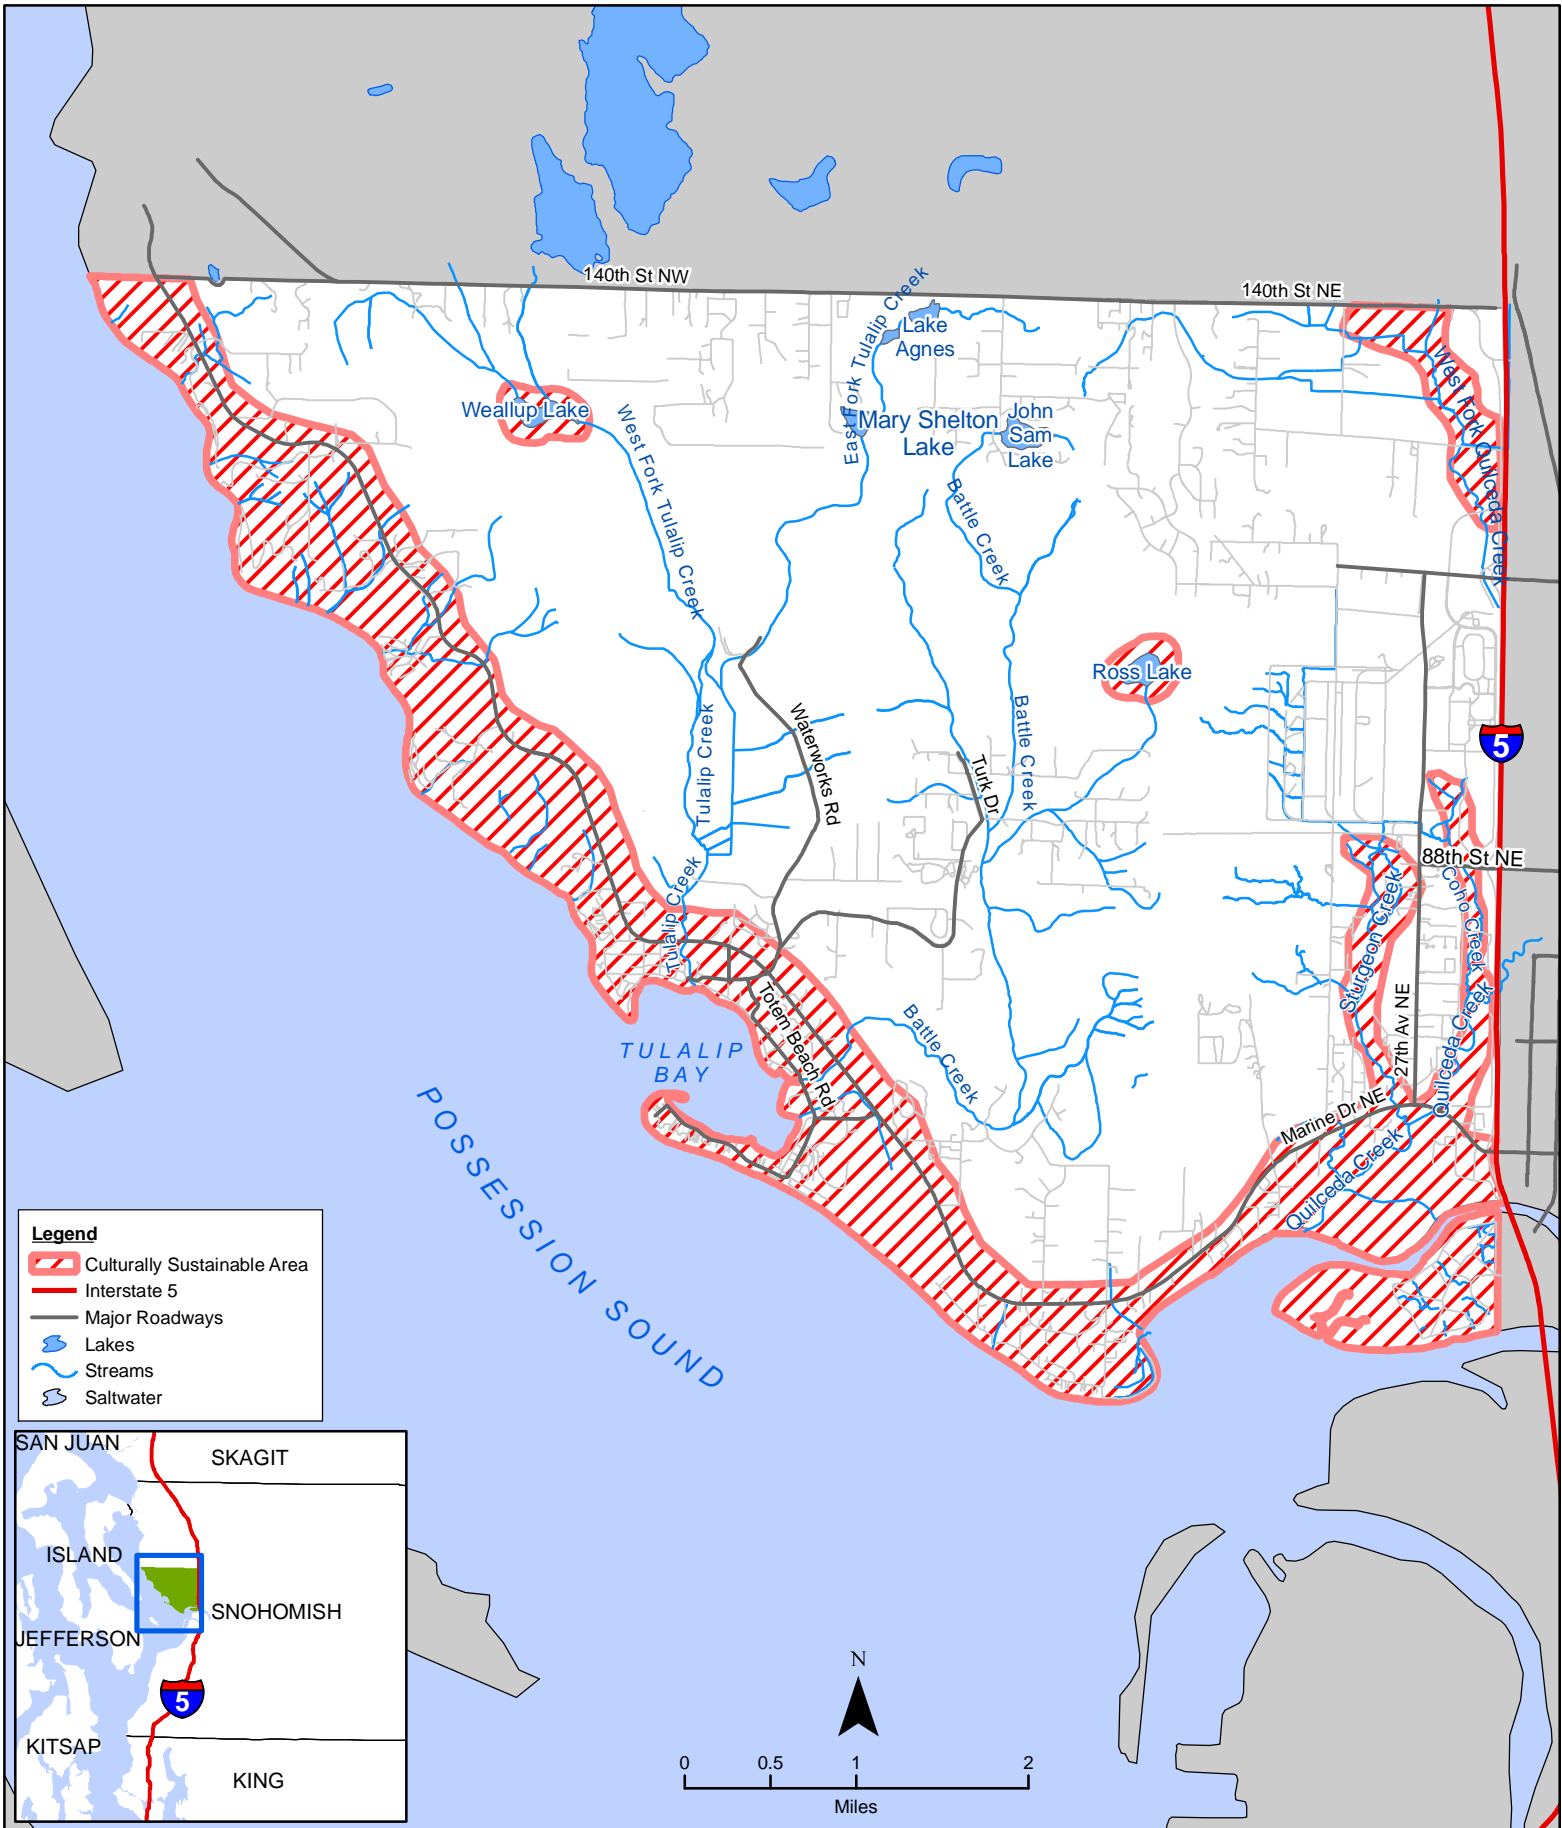 140th St NW
140th St NE
East Fork Tulalip Creek
Lake
Agnes
West Fork Quilceda Creek
Weallup Lake
West Fork Tulalip Creek
Mary Shelton
Lake
John
Sam
Lake
Battle Creek
Ross Lake
Tulalip Creek
Waterworks Rd
Battle Creek
Turk Dr
5
88th St NE
Tulalip Creek
Sturgeon Creek
Coho Creek
27th Av NE
Quilceda Creek
Totem Beach Rd
Battle Creek
TULALIP
BAY
Marine Dr NE
Quilceda Creek
POSSESSION SOUND
Legend
Culturally Sustainable Area
Interstate 5
Major Roadways
Lakes
Streams
Saltwater
SAN JUAN
SKAGIT
ISLAND
SNOHOMISH
JEFFERSON
5
KITSAP
KING
N
0 0.5 1 2
Miles